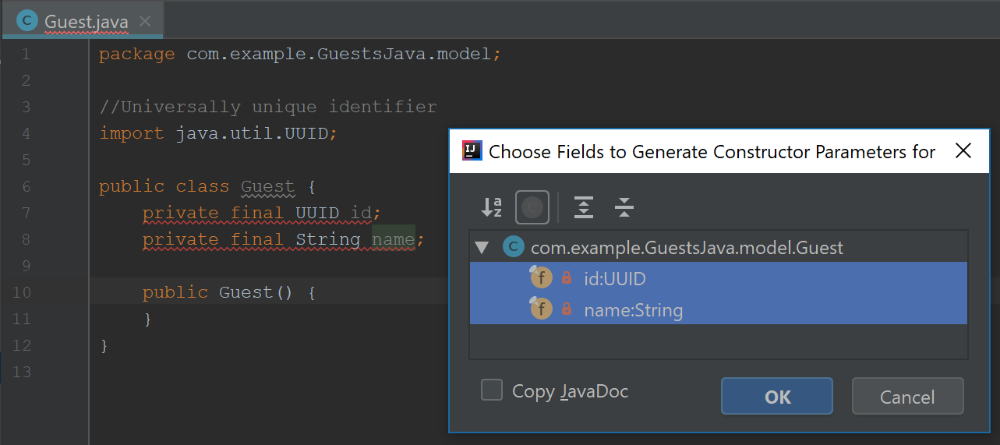 Guest.java
1 package com.example.GuestsJava.model;
2
3 //Universally unique identifier
4 import java.util.UUID;
5
6 public class Guest {
7 private final UUID id;
8 private final String name;
9
10 public Guest() {
11 }
12 }
13
Choose Fields to Generate Constructor Parameters for
com.example.GuestsJava.model.Guest
id:UUID
name:String
Copy JavaDoc
OK
Cancel